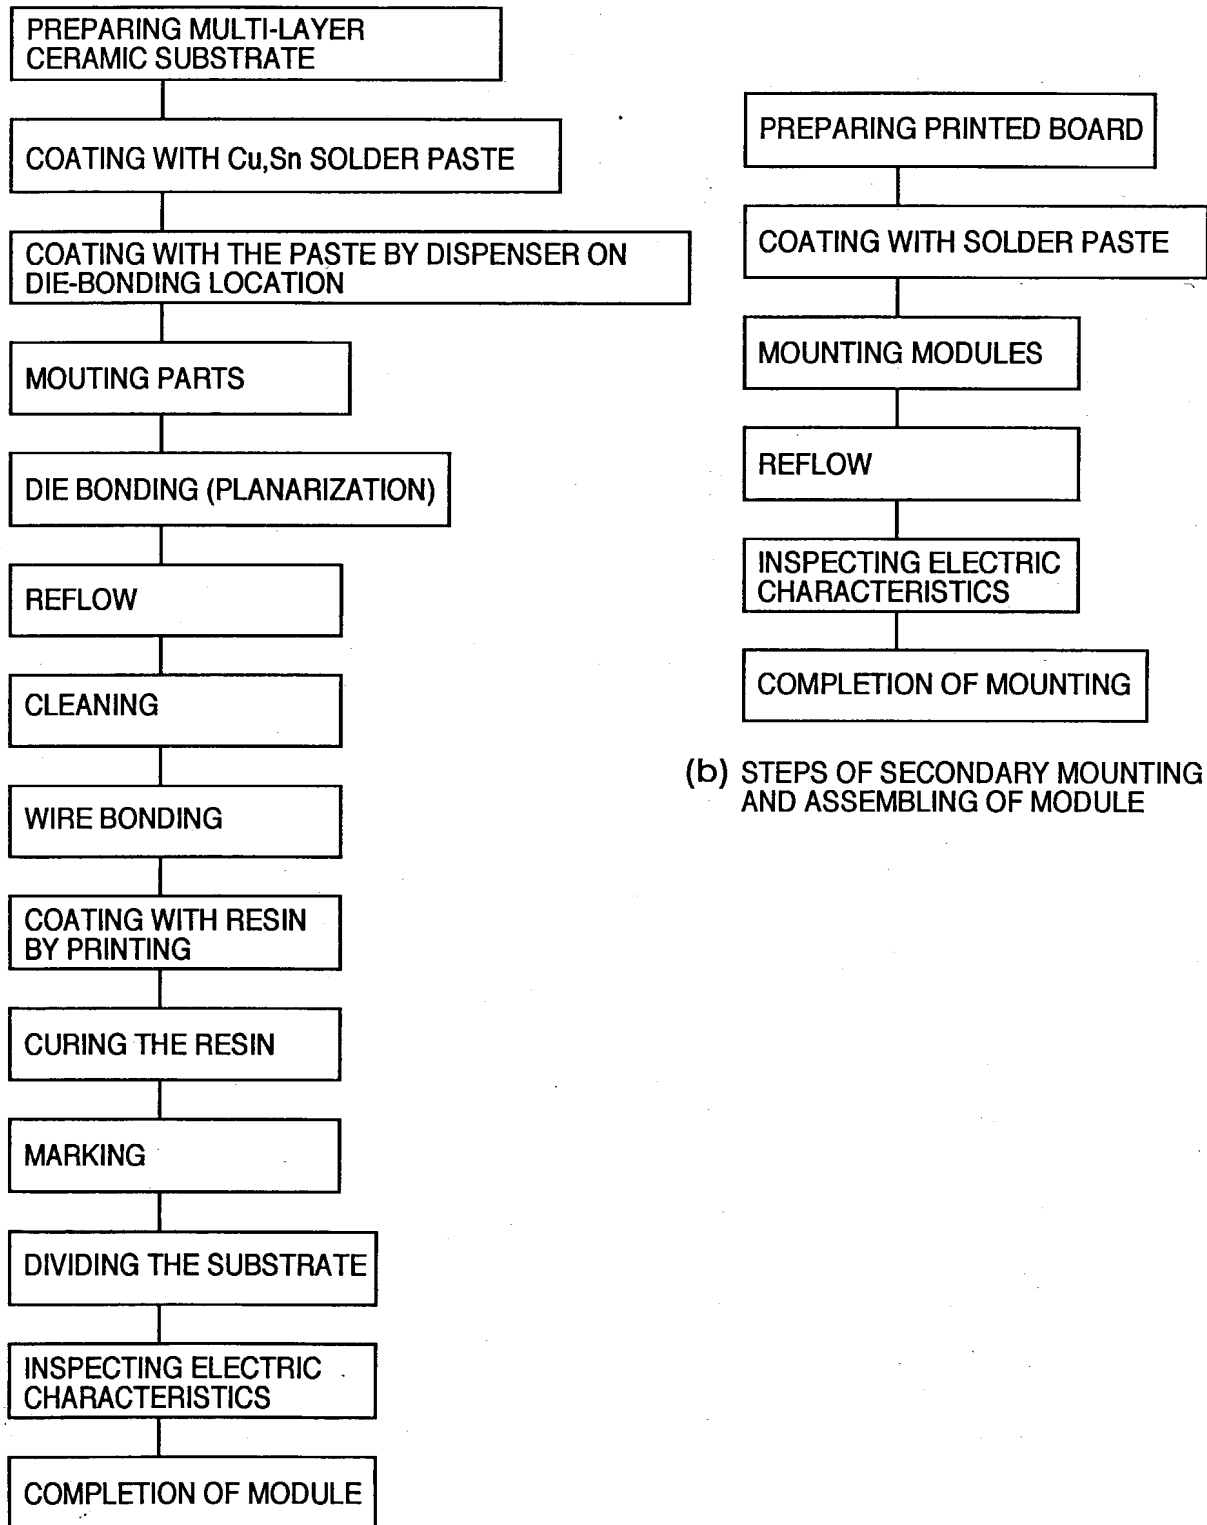 PREPARING MULTI-LAYER
CERAMIC SUBSTRATE
COATING WITH Cu,Sn SOLDER PASTE
COATING WITH THE PASTE BY DISPENSER ON
DIE-BONDING LOCATION
MOUTING PARTS
DIE BONDING (PLANARIZATION)
REFLOW
CLEANING
WIRE BONDING
COATING WITH RESIN
BY PRINTING
CURING THE RESIN
MARKING
DIVIDING THE SUBSTRATE
INSPECTING ELECTRIC
CHARACTERISTICS
COMPLETION OF MODULE
PREPARING PRINTED BOARD
COATING WITH SOLDER PASTE
MOUNTING MODULES
REFLOW
INSPECTING ELECTRIC
CHARACTERISTICS
COMPLETION OF MOUNTING
(b) STEPS OF SECONDARY MOUNTING
AND ASSEMBLING OF MODULE